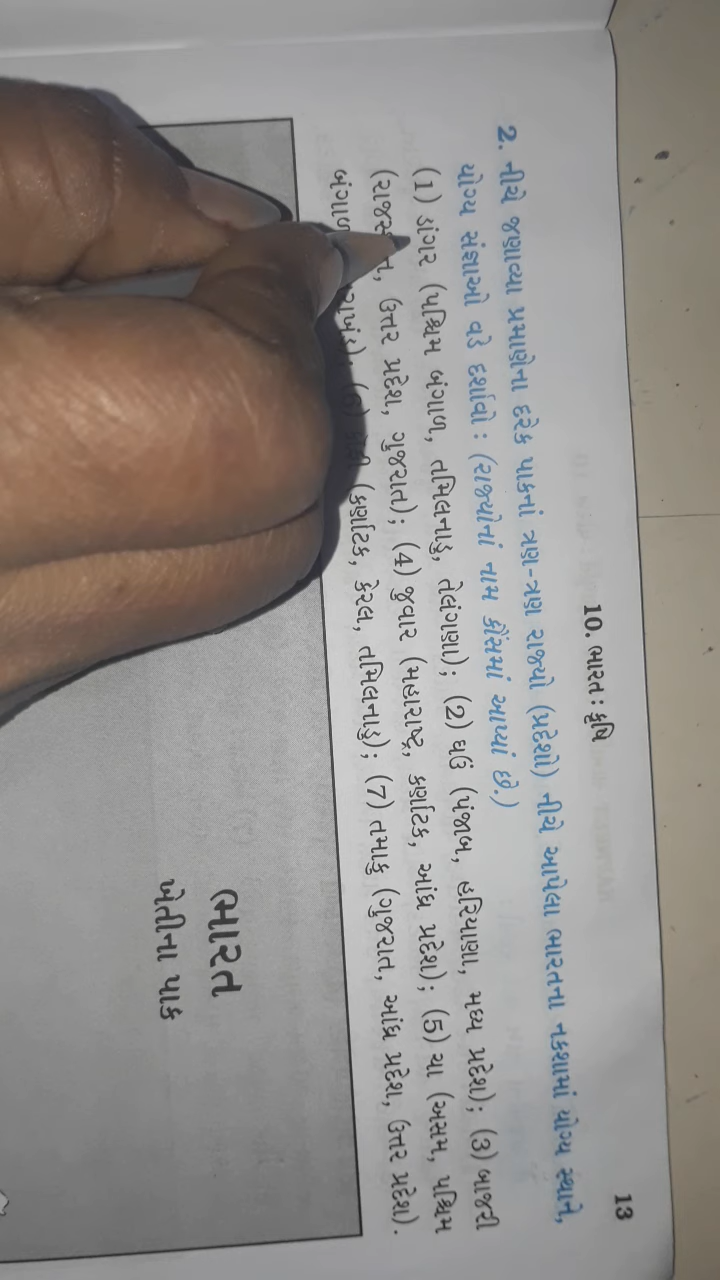 13
10. ભારત : કૃષિ
2. નીચે જણાવ્યા પ્રમાણેના દરેક પાકનાં ત્રણ-ત્રણ રાજ્યો (પ્રદેશો) નીચે આપેલા ભારતના નકશામાં યોગ્ય સ્થાને,
યોગ્ય સંજ્ઞાઓ વડે દર્શાવો : (રાજ્યોનાં નામ કૌંસમાં આપ્યાં છે.)
(1) ડાંગર (પશ્ચિમ બંગાળ, તમિલનાડુ, તેલંગણા); (2) ઘઉં (પંજાબ, હરિયાણા, મધ્ય પ્રદેશ); (3) બાજરી
ઉત્તર પ્રદેશ, ગુજરાત); (4) જુવાર (મહારાષ્ટ્ર, કર્ણાટક, આંધ્ર પ્રદેશ); (5) ચા (અસમ, પશ્ચિમ
(કર્ણાટક, કેરલ, તમિલનાડુ); (7) તમાકુ (ગુજરાત, આંધ્ર પ્રદેશ, ઉત્તર પ્રદેશ).
ભારત
ખેતીના પાક